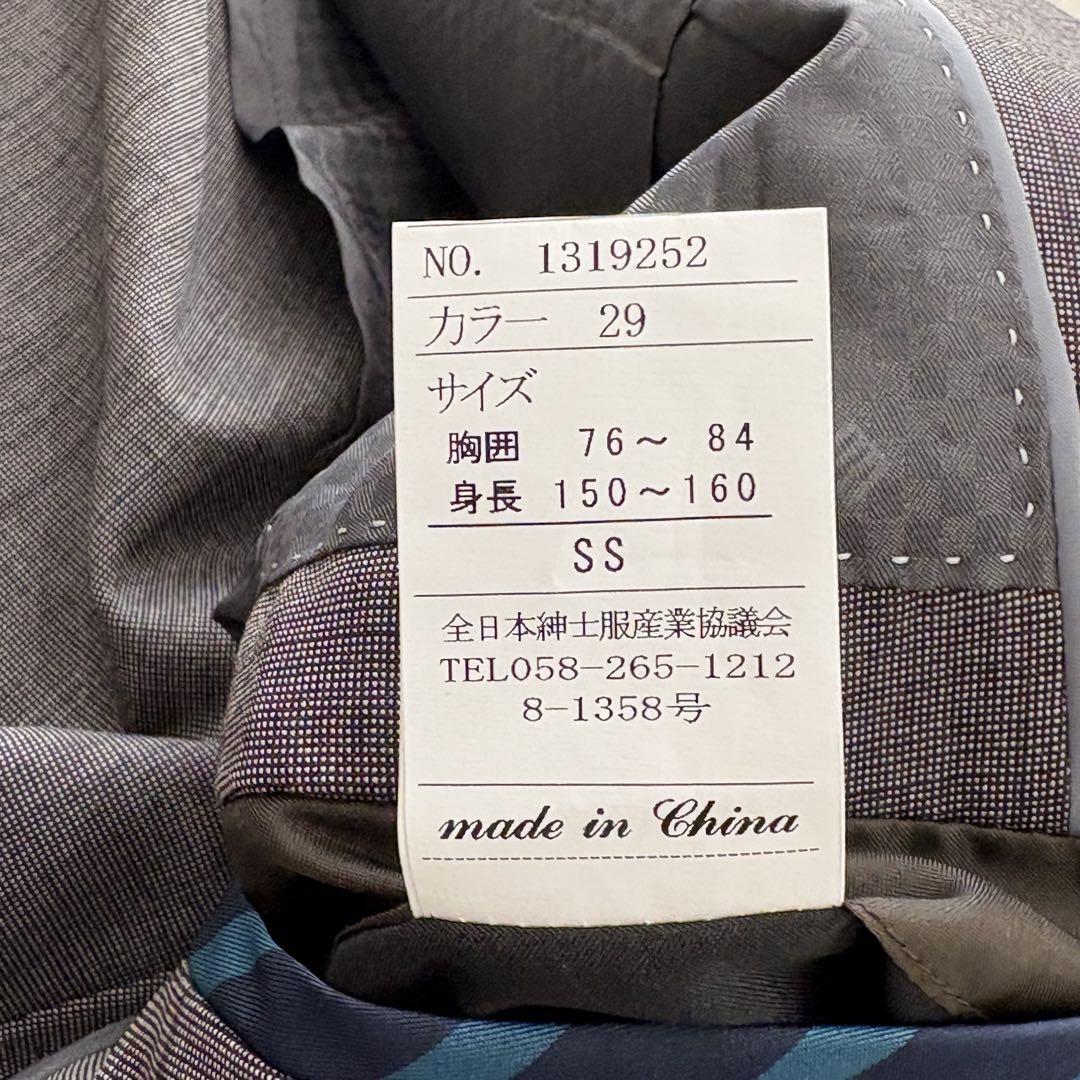 NO. 1319252
カラー 29
サイズ
胸囲 76～ 84
身長 150～160
SS
全日本紳士服産業協議会
TEL058-265-1212
8-1358号
made in China